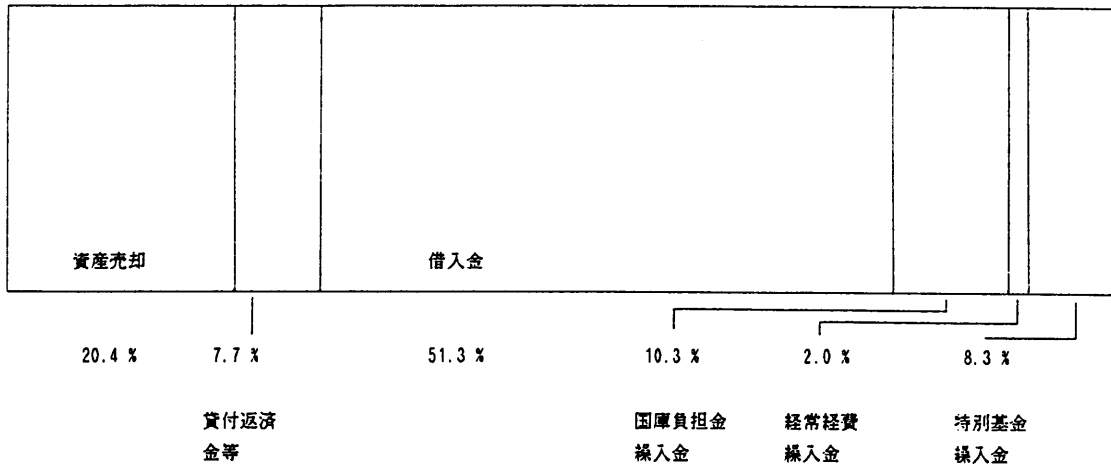 資産売却 借入金
20.4 % 7.7 % 51.3 % 10.3 % 2.0 % 8.3 %
貸付返済 国庫負担金 経常経費 特別基金
金等 繰入金 繰入金 繰入金